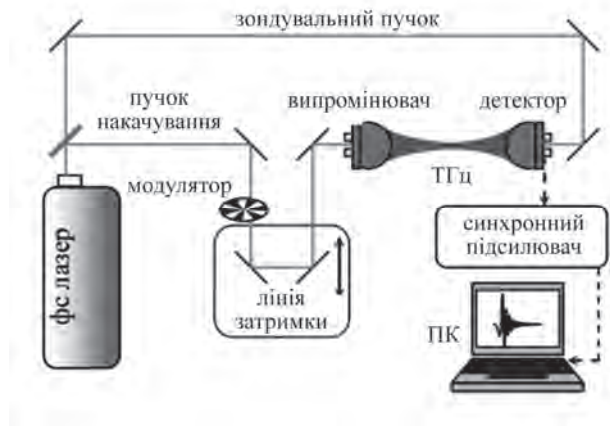 зондувальний пучок
пучок
накачування
випромінювач
детектор
модулятор
ТГц
фс лазер
лінія
затримки
синхронний
підсилювач
ПК